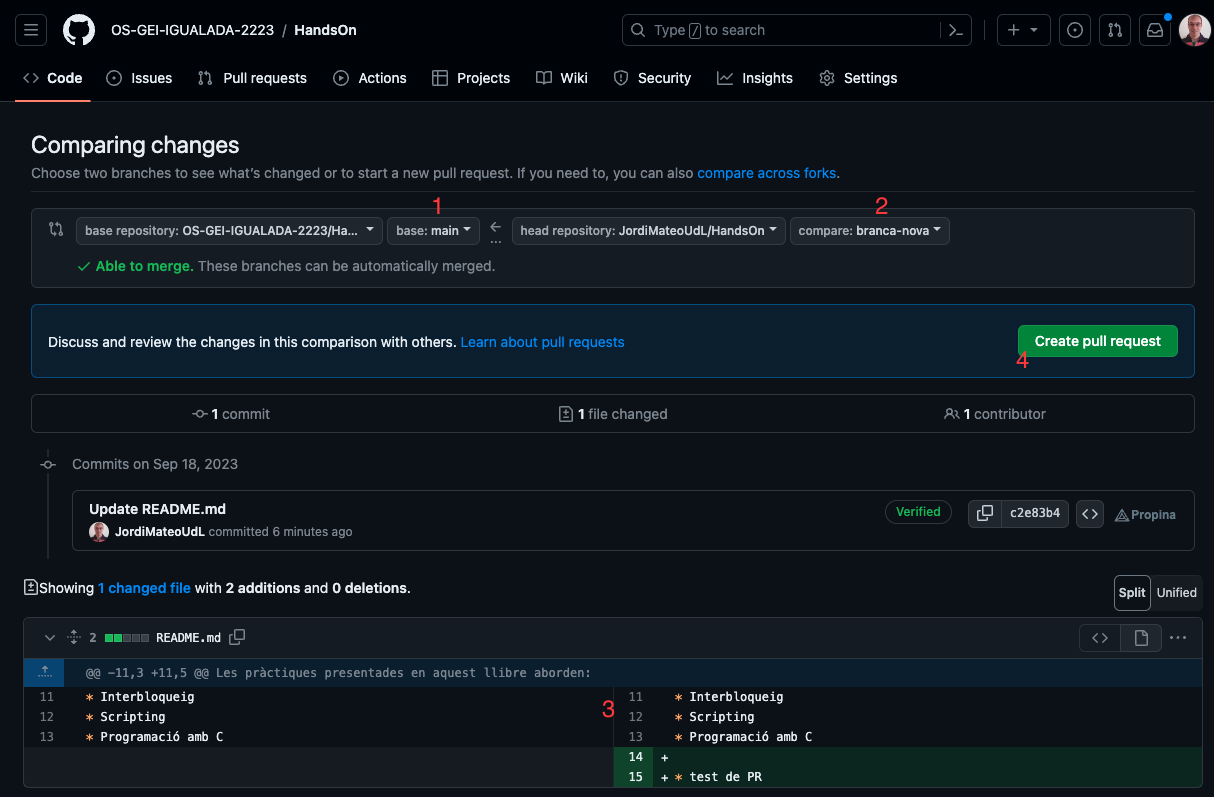 OS-GEI-IGUALADA-2223 / HandsOn Type / to search
Code Issues Pull requests Actions Projects Wiki Security Insights Settings
Comparing changes
Choose two branches to see what's changed or to start a new pull request. If you need to, you can also compare across forks.
1 2
base repository: OS-GEI-IGUALADA-2223/Ha... base: main ... head repository: JordiMateoUdL/HandsOn compare: branca-nova
Able to merge. These branches can be automatically merged.
Discuss and review the changes in this comparison with others. Learn about pull requests Create pull request
4
1 commit 1 file changed 1 contributor
Commits on Sep 18, 2023
Update README.md
JordiMateoUdL committed 6 minutes ago Verified c2e83b4 Propina
Showing 1 changed file with 2 additions and 0 deletions. Split Unified
2 README.md
@@ -11,3 +11,5 @@ Les pràctiques presentades en aquest llibre aborden:
11 * Interbloqueig 11 * Interbloqueig
12 * Scripting 3 12 * Scripting
13 * Programació amb C 13 * Programació amb C
14 +
15 + * test de PR